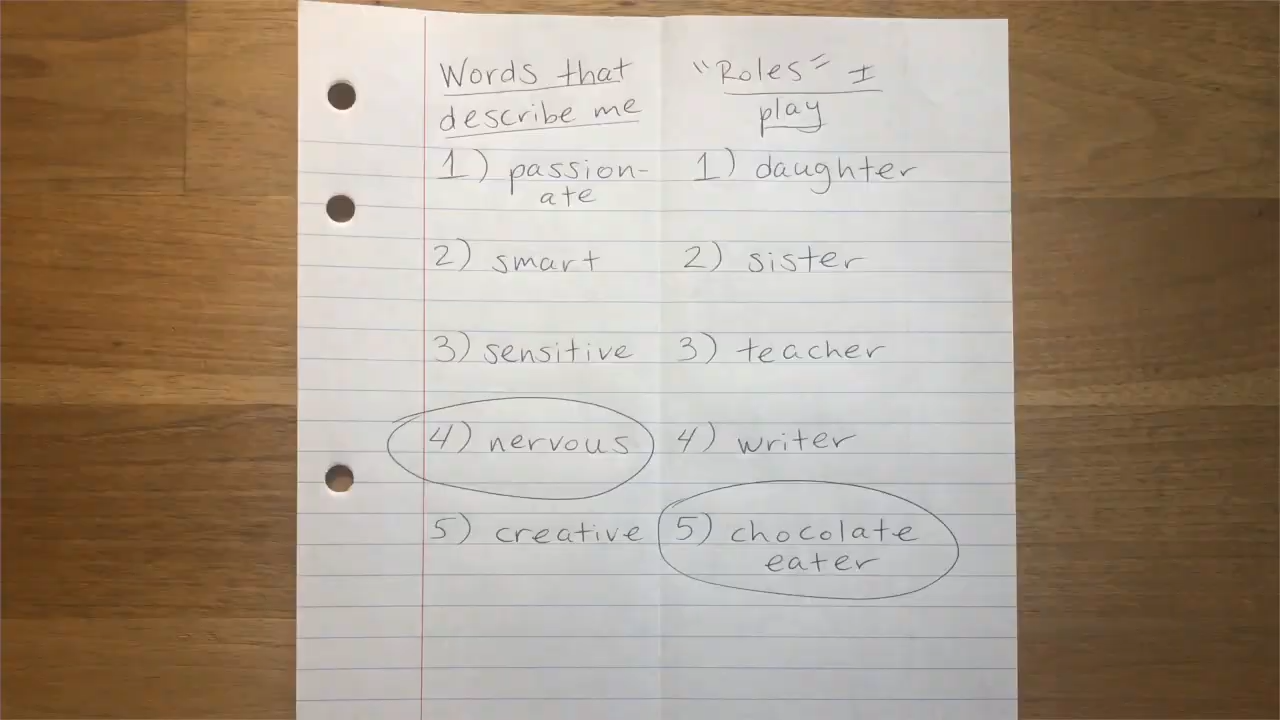 Words that
describe me
1) passion-
ate
2) smart
3) sensitive
4) nervous
5) creative
"Roles" I
play
1) daughter
2) sister
3) teacher
4) writer
5) chocolate
eater